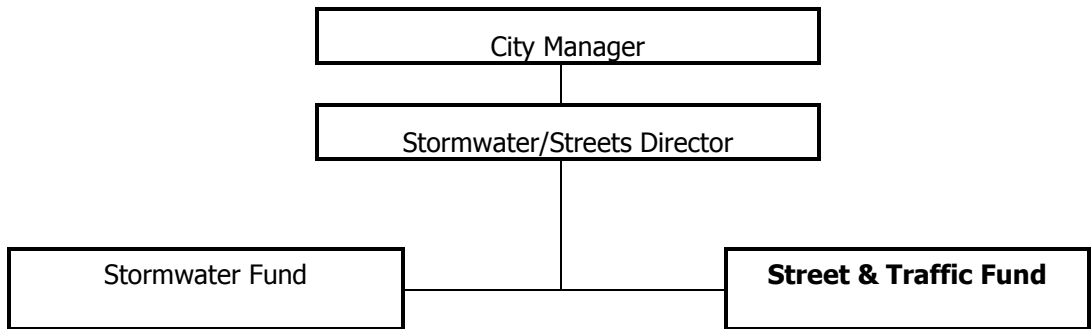 City Manager
Stormwater/Streets Director
Stormwater Fund
Street & Traffic Fund